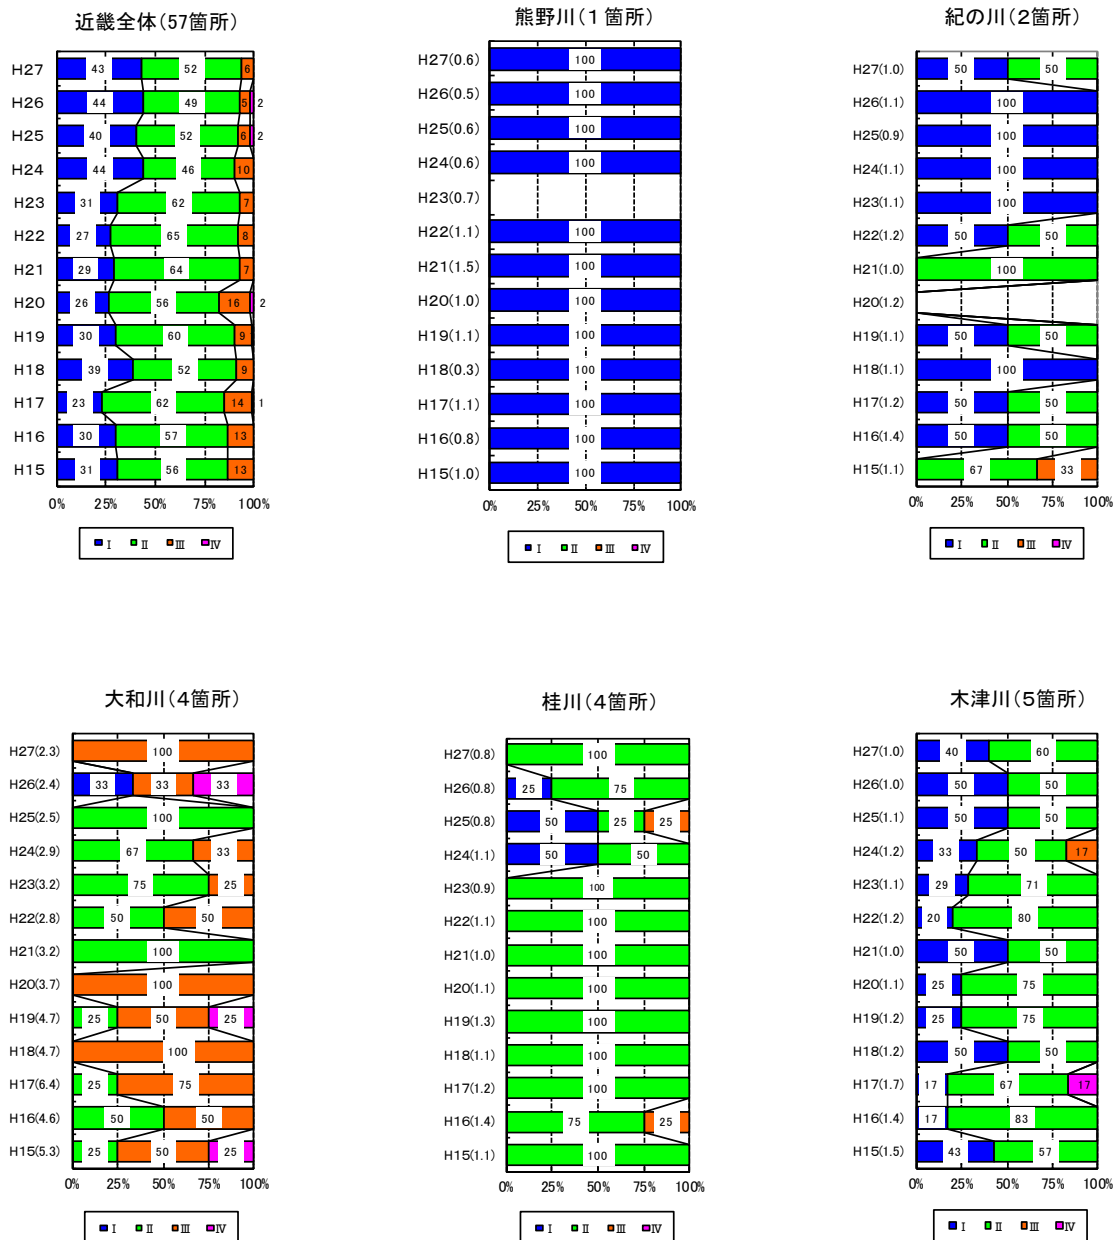 近畿全体(57箇所)
H27 43 52 6
H26 44 49 5 2
H25 40 52 6 2
H24 44 46 10
H23 31 62 7
H22 27 65 8
H21 29 64 7
H20 26 56 16 2
H19 30 60 9
H18 39 52 9
H17 23 62 14 1
H16 30 57 13
H15 31 56 13
0% 25% 50% 75% 100%
Ⅰ Ⅱ Ⅲ Ⅳ
熊野川(1箇所)
H27(0.6) 100
H26(0.5) 100
H25(0.6) 100
H24(0.6) 100
H23(0.7)
H22(1.1) 100
H21(1.5) 100
H20(1.0) 100
H19(1.1) 100
H18(0.3) 100
H17(1.1) 100
H16(0.8) 100
H15(1.0) 100
0% 25% 50% 75% 100%
Ⅰ Ⅱ Ⅲ Ⅳ
紀の川(2箇所)
H27(1.0) 50 50
H26(1.1) 100
H25(0.9) 100
H24(1.1) 100
H23(1.1) 100
H22(1.2) 50 50
H21(1.0) 100
H20(1.2)
H19(1.1) 50 50
H18(1.1) 100
H17(1.2) 50 50
H16(1.4) 50 50
H15(1.1) 67 33
0% 25% 50% 75% 100%
Ⅰ Ⅱ Ⅲ Ⅳ
大和川(4箇所)
H27(2.3) 100
H26(2.4) 33 33 33
H25(2.5) 100
H24(2.9) 67 33
H23(3.2) 75 25
H22(2.8) 50 50
H21(3.2) 100
H20(3.7) 100
H19(4.7) 25 50 25
H18(4.7) 100
H17(6.4) 25 75
H16(4.6) 50 50
H15(5.3) 25 50 25
0% 25% 50% 75% 100%
Ⅰ Ⅱ Ⅲ Ⅳ
桂川(4箇所)
H27(0.8) 100
H26(0.8) 25 75
H25(0.8) 50 25 25
H24(1.1) 50 50
H23(0.9) 100
H22(1.1) 100
H21(1.0) 100
H20(1.1) 100
H19(1.3) 100
H18(1.1) 100
H17(1.2) 100
H16(1.4) 75 25
H15(1.1) 100
0% 25% 50% 75% 100%
Ⅰ Ⅱ Ⅲ Ⅳ
木津川(5箇所)
H27(1.0) 40 60
H26(1.0) 50 50
H25(1.1) 50 50
H24(1.2) 33 50 17
H23(1.1) 29 71
H22(1.2) 20 80
H21(1.0) 50 50
H20(1.1) 25 75
H19(1.2) 25 75
H18(1.2) 50 50
H17(1.7) 17 67 17
H16(1.4) 17 83
H15(1.5) 43 57
0% 25% 50% 75% 100%
Ⅰ Ⅱ Ⅲ Ⅳ